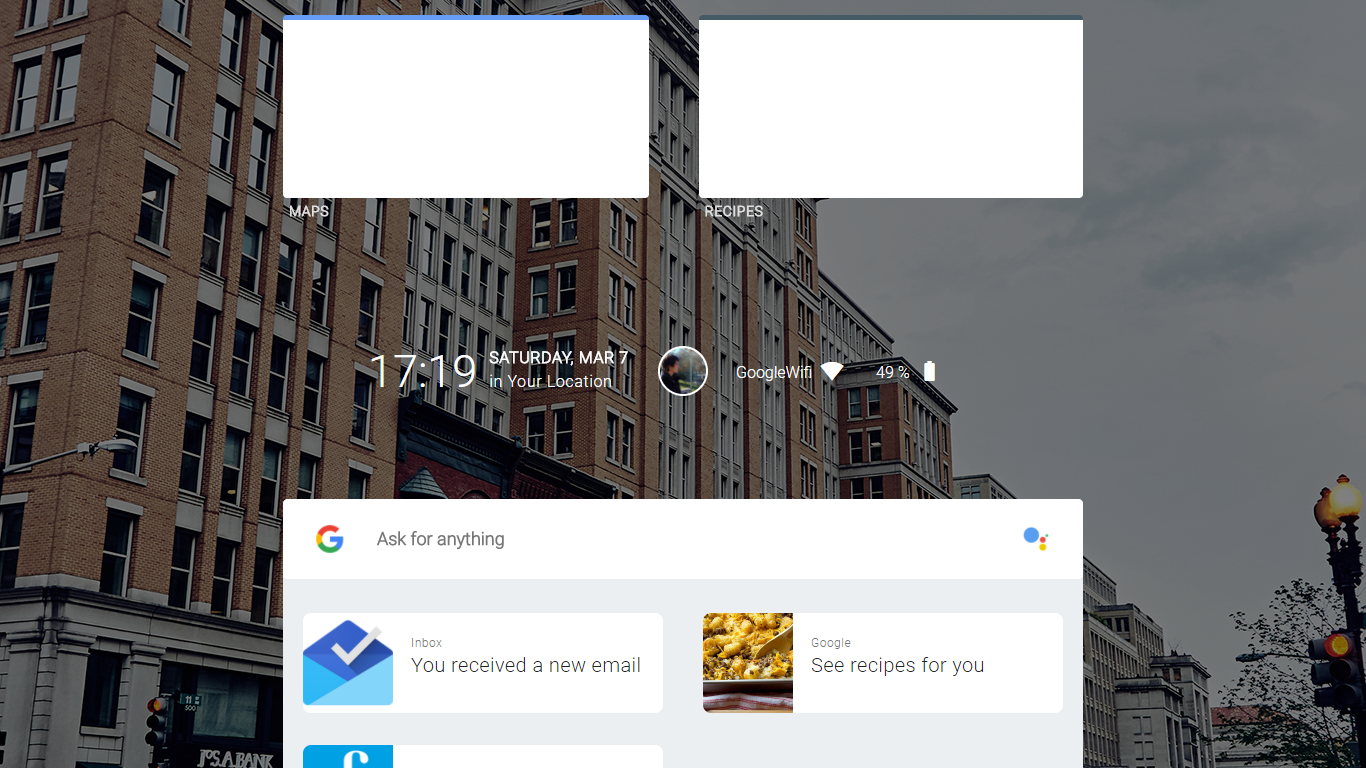 MAPS
RECIPES
17:19
SATURDAY, MAR 7
in Your Location
GoogleWifi
49 %
Ask for anything
Inbox
You received a new email
Google
See recipes for you
11
500
JOS. A. BANK